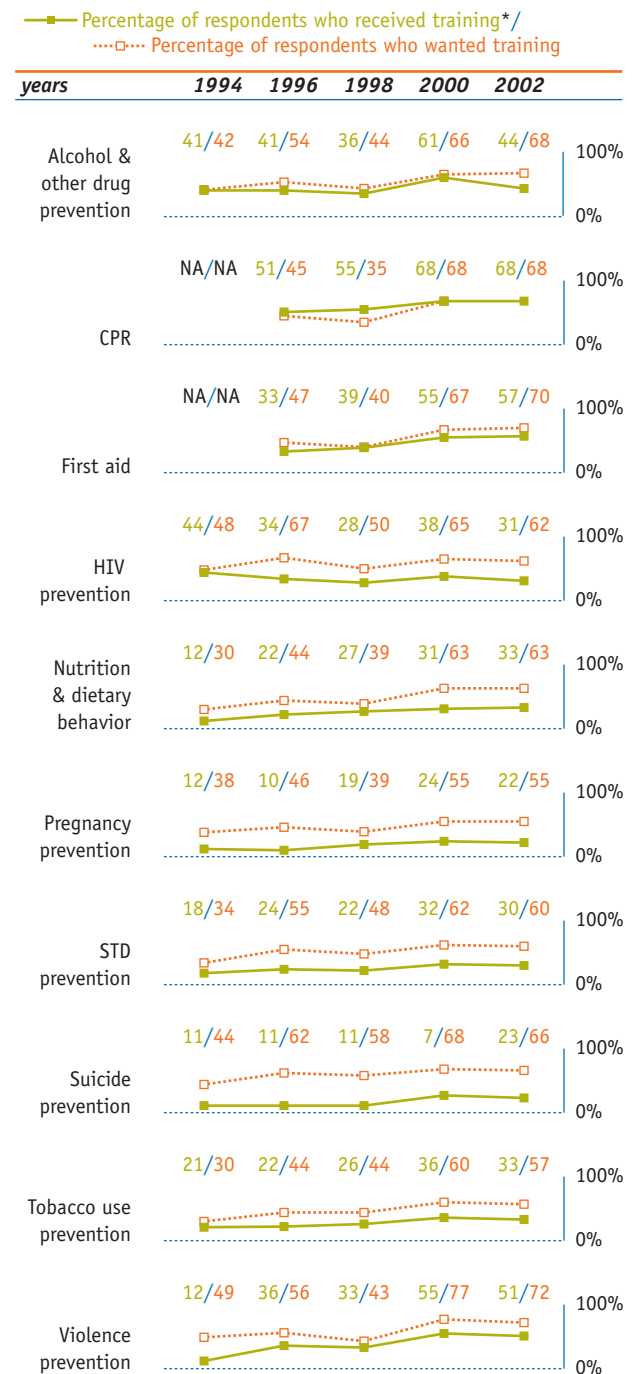 Percentage of respondents who received training*/
Percentage of respondents who wanted training
years 1994 1996 1998 2000 2002
41/42 41/54 36/44 61/66 44/68
100%
Alcohol &
other drug
prevention
0%
NA/NA 51/45 55/35 68/68 68/68
100%
CPR
0%
NA/NA 33/47 39/40 55/67 57/70
100%
First aid
0%
44/48 34/67 28/50 38/65 31/62
100%
HIV
prevention
0%
12/30 22/44 27/39 31/63 33/63
100%
Nutrition
& dietary
behavior
0%
12/38 10/46 19/39 24/55 22/55
100%
Pregnancy
prevention
0%
18/34 24/55 22/48 32/62 30/60
100%
STD
prevention
0%
11/44 11/62 11/58 7/68 23/66
100%
Suicide
prevention
0%
21/30 22/44 26/44 36/60 33/57
100%
Tobacco use
prevention
0%
12/49 36/56 33/43 55/77 51/72
100%
Violence
prevention
0%